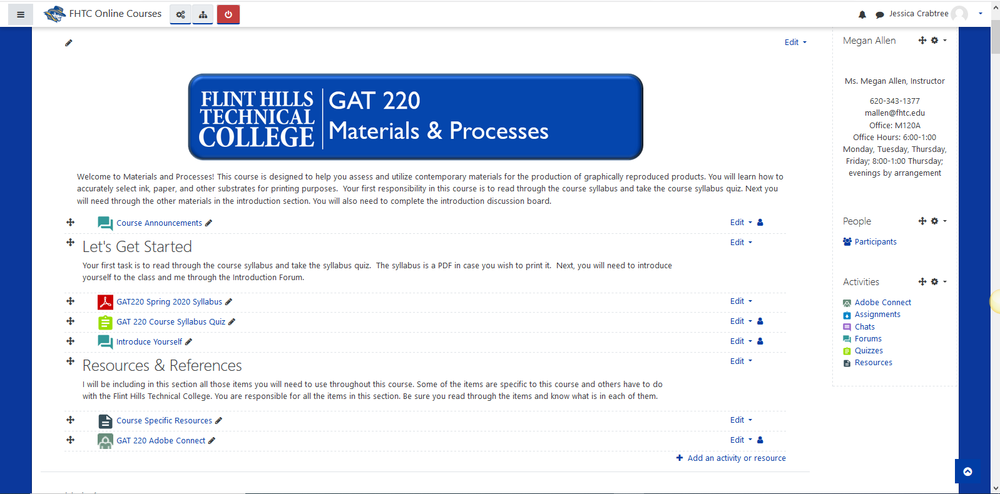 FHTC Online Courses
Jessica Crabtree
Edit
FLINT HILLS
TECHNICAL
COLLEGE
GAT 220
Materials & Processes
Welcome to Materials and Processes! This course is designed to help you assess and utilize contemporary materials for the production of graphically reproduced products. You will learn how to
accurately select ink, paper, and other substrates for printing purposes.  Your first responsibility in this course is to read through the course syllabus and take the course syllabus quiz. Next you
will need through the other materials in the introduction section. You will also need to complete the introduction discussion board.
Course Announcements
Edit
Let's Get Started
Edit
Your first task is to read through the course syllabus and take the syllabus quiz.  The syllabus is a PDF in case you wish to print it.  Next, you will need to introduce
yourself to the class and me through the Introduction Forum.
GAT220 Spring 2020 Syllabus
Edit
GAT 220 Course Syllabus Quiz
Edit
Introduce Yourself
Edit
Resources & References
Edit
I will be including in this section all those items you will need to use throughout this course. Some of the items are specific to this course and others have to do
with the Flint Hills Technical College. You are responsible for all the items in this section. Be sure you read through the items and know what is in each of them.
Course Specific Resources
Edit
GAT 220 Adobe Connect
Edit
Add an activity or resource
Megan Allen
Ms. Megan Allen, Instructor
620-343-1377
mallen@fhtc.edu
Office: M120A
Office Hours: 6:00-1:00
Monday, Tuesday, Thursday,
Friday; 8:00-1:00 Thursday;
evenings by arrangement
People
Participants
Activities
Adobe Connect
Assignments
Chats
Forums
Quizzes
Resources